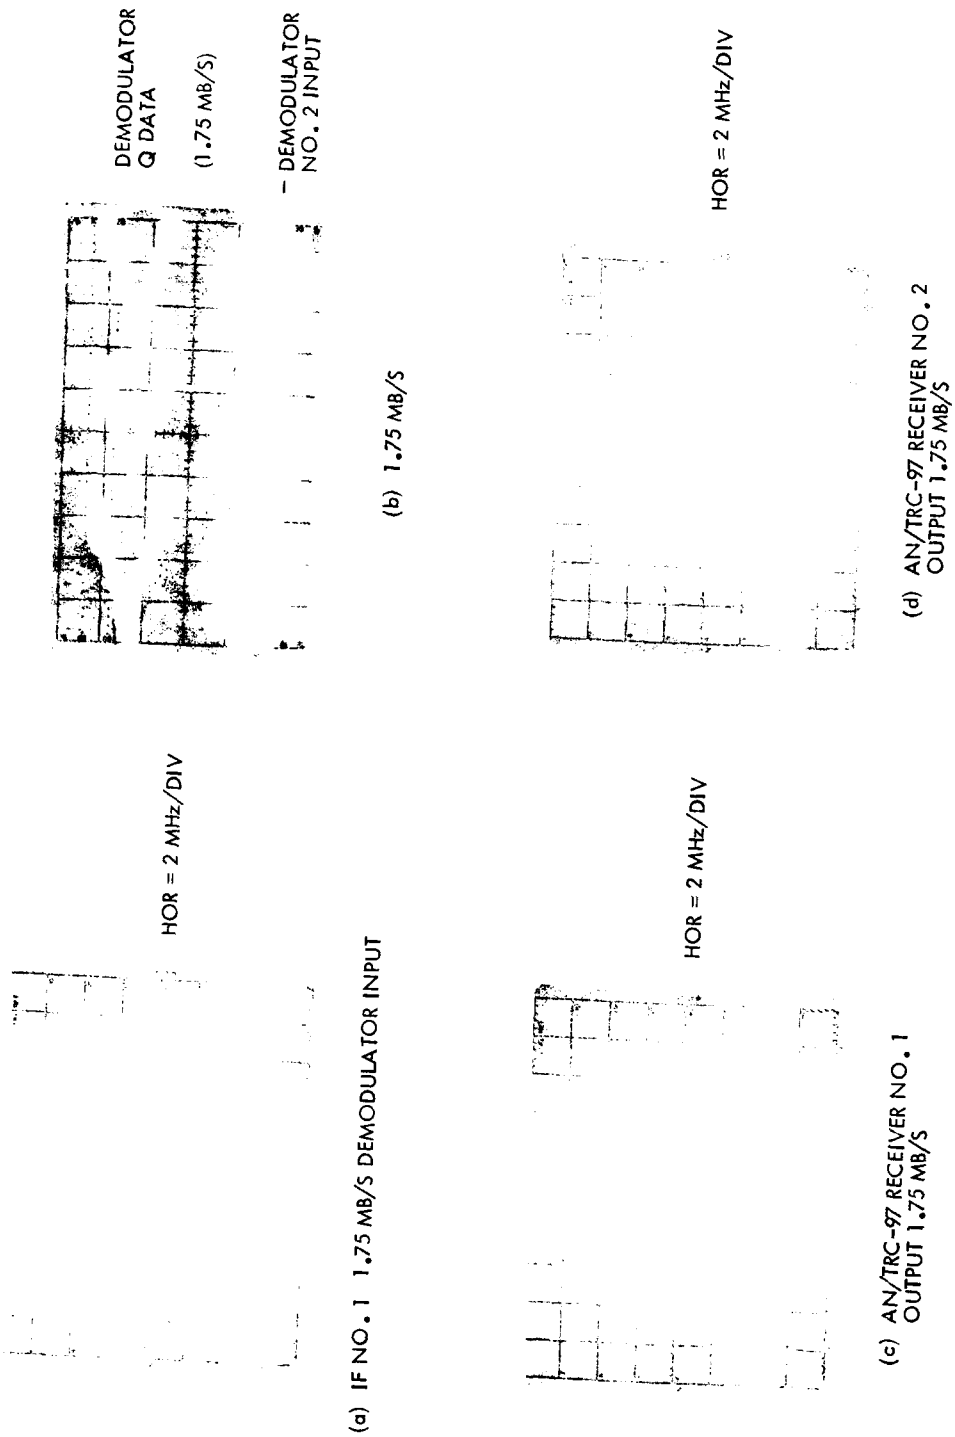 HOR = 2 MHz/DIV
(a) IF NO. 1 1.75 MB/S DEMODULATOR INPUT
DEMODULATOR
Q DATA
(1.75 MB/S)
– DEMODULATOR
NO. 2 INPUT
(b) 1.75 MB/S
HOR = 2 MHz/DIV
(c) AN/TRC-97 RECEIVER NO. 1
OUTPUT 1.75 MB/S
HOR = 2 MHz/DIV
(d) AN/TRC-97 RECEIVER NO. 2
OUTPUT 1.75 MB/S